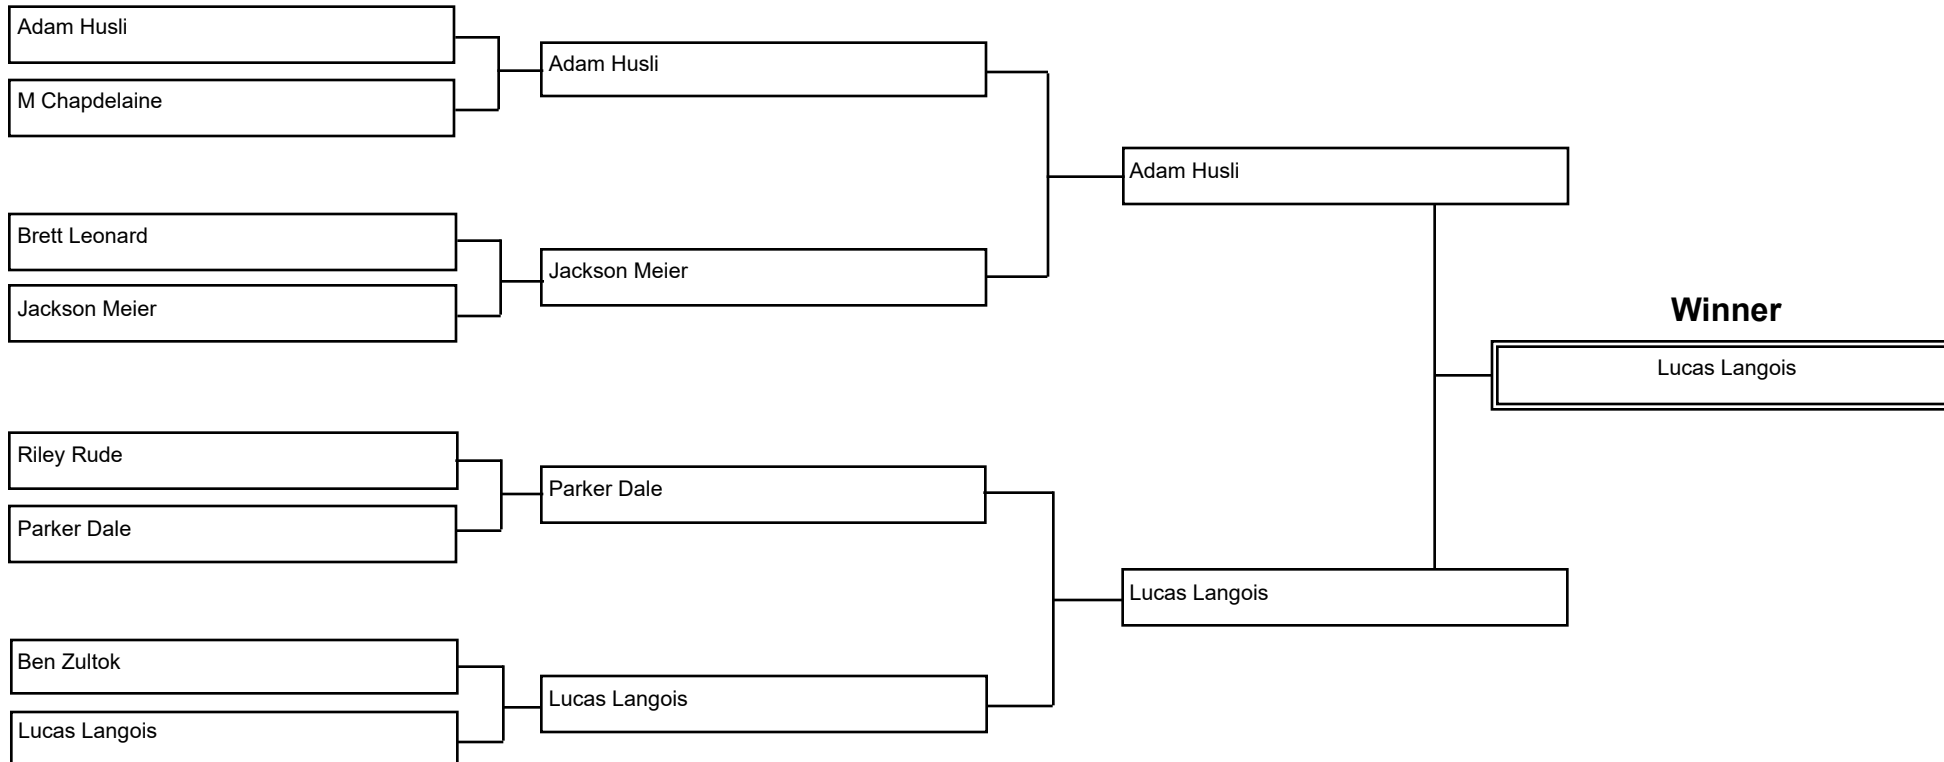 Adam Husli
M Chapdelaine
Brett Leonard
Jackson Meier
Riley Rude
Parker Dale
Ben Zultok
Lucas Langois
Adam Husli
Jackson Meier
Parker Dale
Lucas Langois
Adam Husli
Lucas Langois
Winner
Lucas Langois